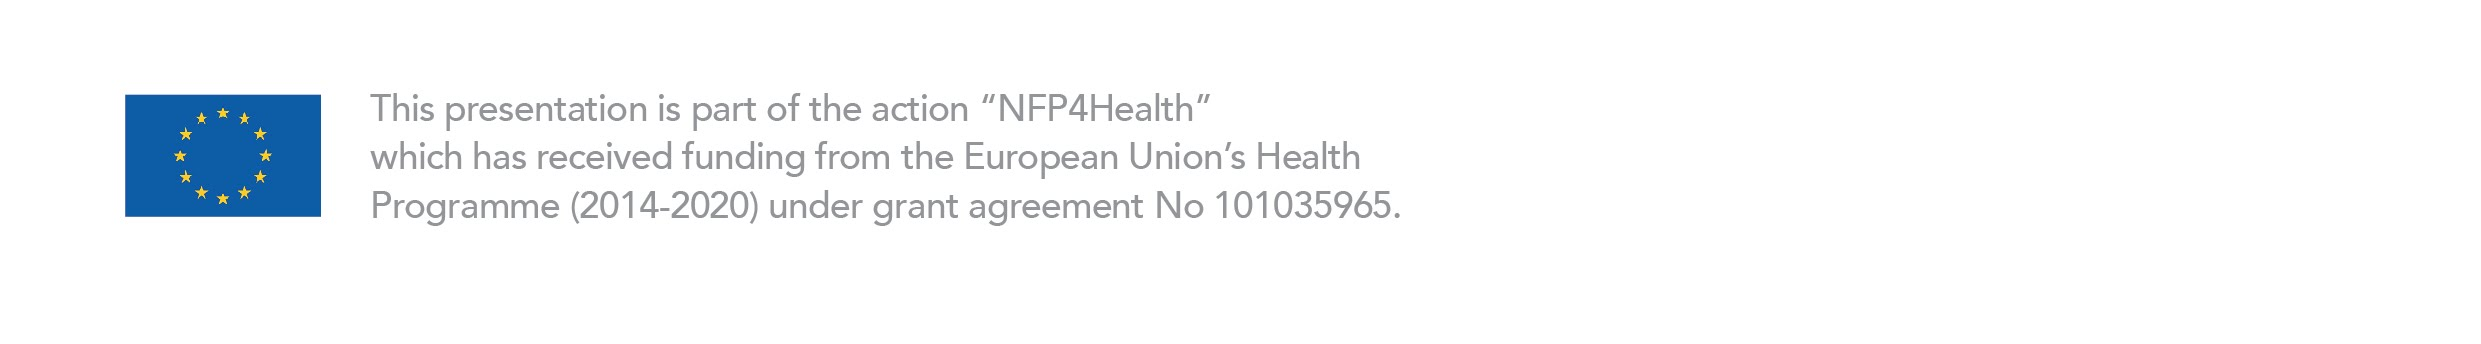 This presentation is part of the action “NFP4Health”
which has received funding from the European Union’s Health
Programme (2014-2020) under grant agreement No 101035965.